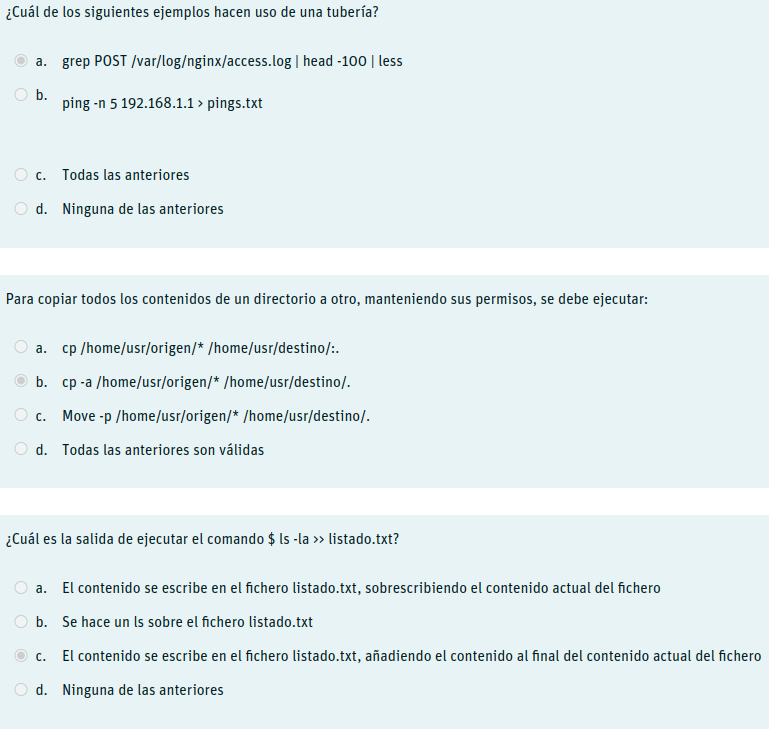 ¿Cuál de los siguientes ejemplos hacen uso de una tubería?
a. grep POST /var/log/nginx/access.log | head -100 | less
b. ping -n 5 192.168.1.1 > pings.txt
c. Todas las anteriores
d. Ninguna de las anteriores
Para copiar todos los contenidos de un directorio a otro, manteniendo sus permisos, se debe ejecutar:
a. cp /home/usr/origen/* /home/usr/destino/:.
b. cp -a /home/usr/origen/* /home/usr/destino/.
c. Move -p /home/usr/origen/* /home/usr/destino/.
d. Todas las anteriores son válidas
¿Cuál es la salida de ejecutar el comando $ ls -la >> listado.txt?
a. El contenido se escribe en el fichero listado.txt, sobrescribiendo el contenido actual del fichero
b. Se hace un ls sobre el fichero listado.txt
c. El contenido se escribe en el fichero listado.txt, añadiendo el contenido al final del contenido actual del fichero
d. Ninguna de las anteriores